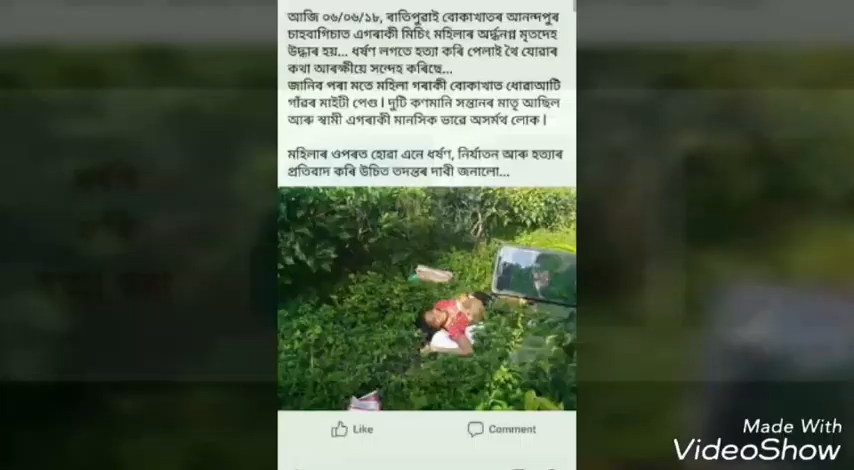 আজি ০৬/০৬/১৮, ৰাতিপুৱাই বোকাখাতৰ আনন্দপুৰ
চাহবাগিচাত এগৰাকী মিচিং মহিলাৰ অৰ্দ্ধনগ্ন মৃতদেহ
উদ্ধাৰ হয়... ধৰ্ষণ লগতে হত্যা কৰি পেলাই থৈ যোৱাৰ
কথা আৰক্ষীয়ে সন্দেহ কৰিছে...
জানিব পৰা মতে মহিলা গৰাকী বোকাখাত ধোৱাআটি
গাঁৱৰ মাইটী পেগু। দুটি কণমানি সন্তানৰ মাতৃ আছিল
আৰু স্বামী এগৰাকী মানসিক ভাৱে অসৰ্মথ লোক।
মহিলাৰ ওপৰত হোৱা এনে ধৰ্ষণ, নিৰ্যাতন আৰু হত্যাৰ
প্ৰতিবাদ কৰি উচিত তদন্তৰ দাবী জনালো...
Like
Comment
Made With
VideoShow